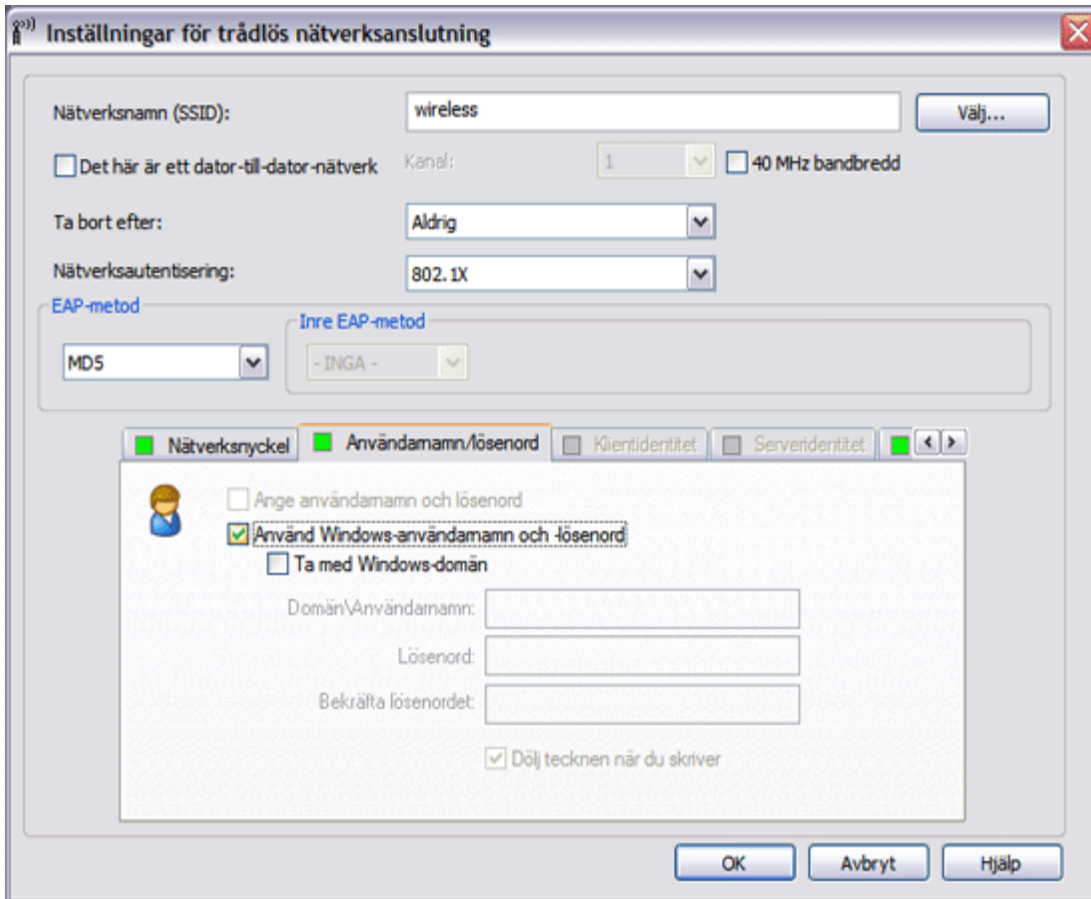 Inställningar för trådlös nätverksanslutning
Nätverksnamn (SSID): wireless Välj...
Det här är ett dator-till-dator-nätverk Kanal: 1 40 MHz bandbredd
Ta bort efter: Aldrig
Nätverksautentisering: 802.1X
EAP-metod
Inre EAP-metod
MD5 - INGA -
Nätverksnyckel Användarnamn/lösenord Klientidentitet Serveridentitet
Ange användarnamn och lösenord
Använd Windows-användarnamn och -lösenord
Ta med Windows-domän
Domän\Användarnamn:
Lösenord:
Bekräfta lösenordet:
Dölj tecknen när du skriver
OK Avbryt Hjälp